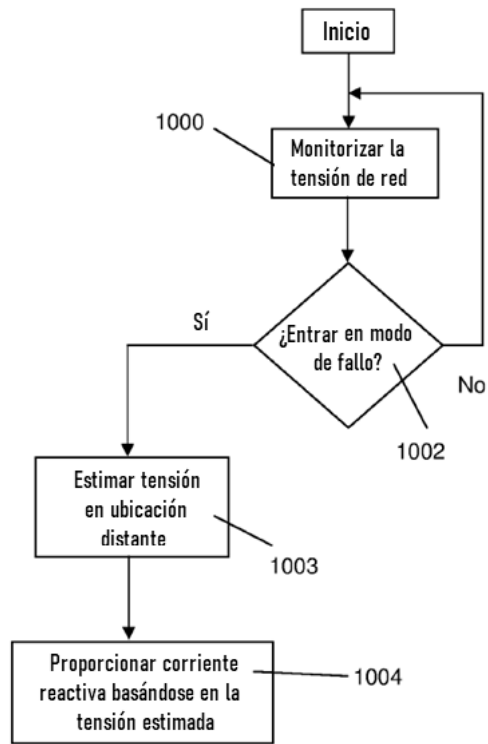 Inicio
1000
Monitorizar la
tensión de red
Sí
¿Entrar en modo
de fallo?
No
1002
Estimar tensión
en ubicación
distante
1003
Proporcionar corriente
reactiva basándose en la
tensión estimada
1004